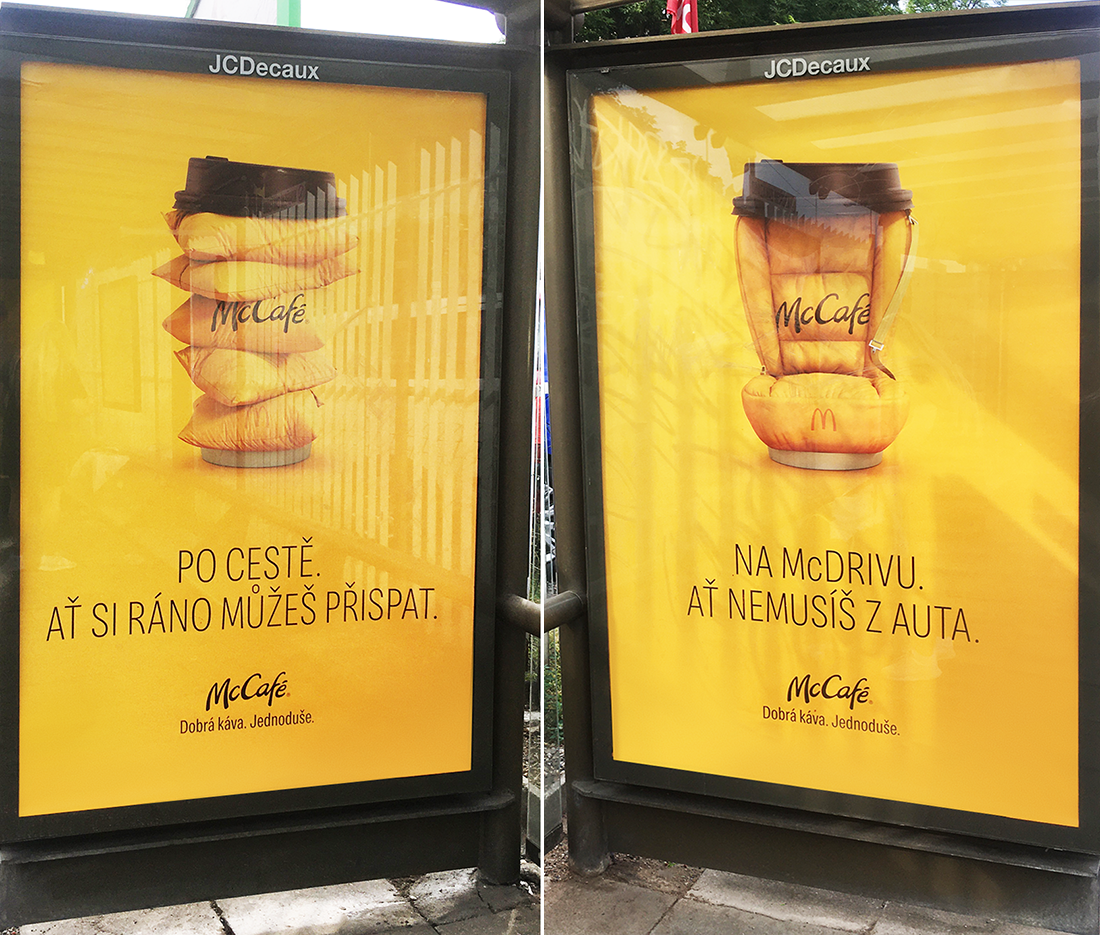 JCDecaux
McCafé
PO CESTĚ.
AŤ SI RÁNO MŮŽEŠ PŘISPAT.
McCafé®
Dobrá káva. Jednoduše.
JCDecaux
McCafé
NA McDRIVU.
AŤ NEMUSÍŠ Z AUTA.
McCafé®
Dobrá káva. Jednoduše.